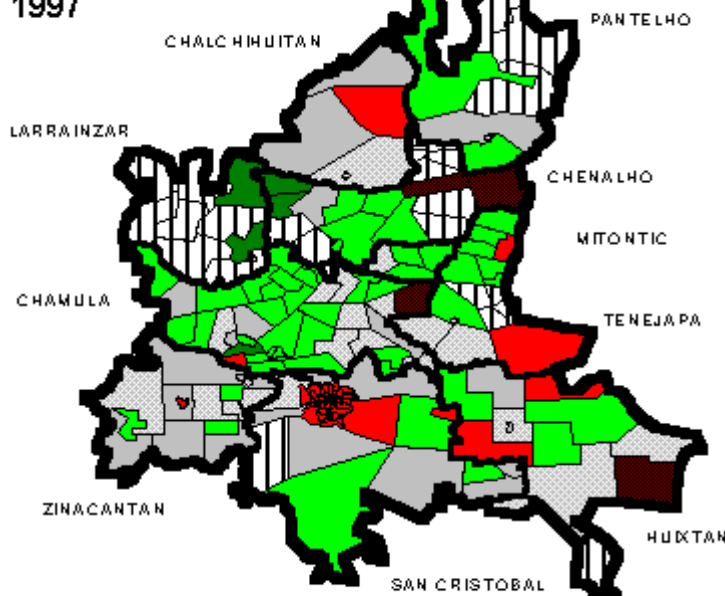 1997
PANTELHO
CHALCHIHUITAN
LARRAINZAR
CHENALHO
MITONTIC
CHAMULA
TENEJAPA
ZINACANTAN
HUIXTAN
SAN CRISTOBAL